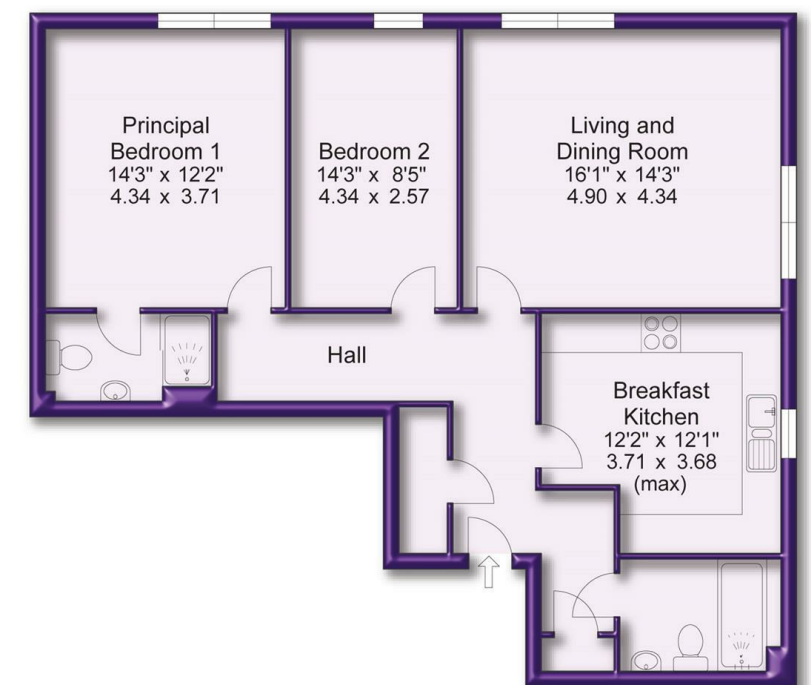 Principal
Bedroom 1
14'3" x 12'2"
4.34 x 3.71
Bedroom 2
14'3" x 8'5"
4.34 x 2.57
Living and
Dining Room
16'1" x 14'3"
4.90 x 4.34
Hall
Breakfast
Kitchen
12'2" x 12'1"
3.71 x 3.68
(max)